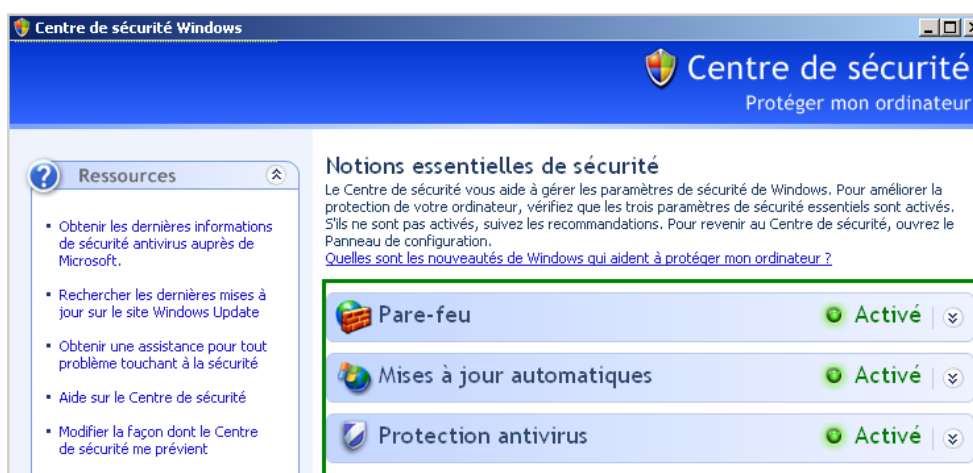 Centre de sécurité Windows
Centre de sécurité
Protéger mon ordinateur
Ressources
Obtenir les dernières informations
de sécurité antivirus auprès de
Microsoft.
Rechercher les dernières mises à
jour sur le site Windows Update
Obtenir une assistance pour tout
problème touchant à la sécurité
Aide sur le Centre de sécurité
Modifier la façon dont le Centre
de sécurité me prévient
Notions essentielles de sécurité
Le Centre de sécurité vous aide à gérer les paramètres de sécurité de Windows. Pour améliorer la
protection de votre ordinateur, vérifiez que les trois paramètres de sécurité essentiels sont activés.
S'ils ne sont pas activés, suivez les recommandations. Pour revenir au Centre de sécurité, ouvrez le
Panneau de configuration.
Quelles sont les nouveautés de Windows qui aident à protéger mon ordinateur ?
Pare-feu Activé
Mises à jour automatiques Activé
Protection antivirus Activé